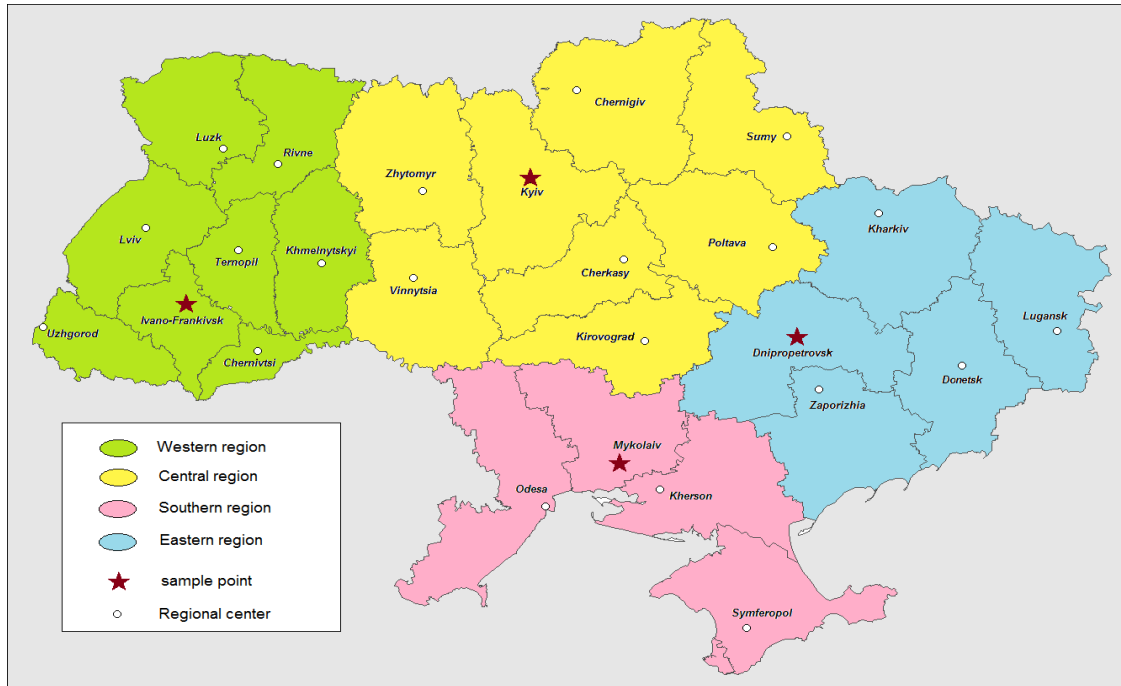 Chernigiv
Sumy
Luzk
Rivne
Zhytomyr
Kyiv
Kharkiv
Lviv
Ternopil
Khmelnytskyi
Poltava
Cherkasy
Vinnytsia
Ivano-Frankivsk
Uzhgorod
Lugansk
Kirovograd
Dnipropetrovsk
Chernivtsi
Donetsk
Zaporizhia
Mykolaiv
Odesa
Kherson
Symferopol
Western region
Central region
Southern region
Eastern region
sample point
Regional center